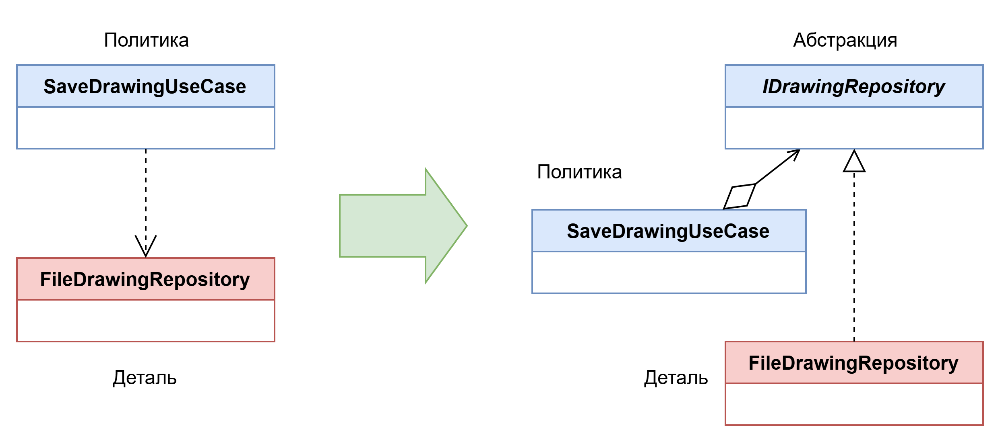 Политика
SaveDrawingUseCase
FileDrawingRepository
Деталь
Абстракция
IDrawingRepository
Политика
SaveDrawingUseCase
FileDrawingRepository
Деталь